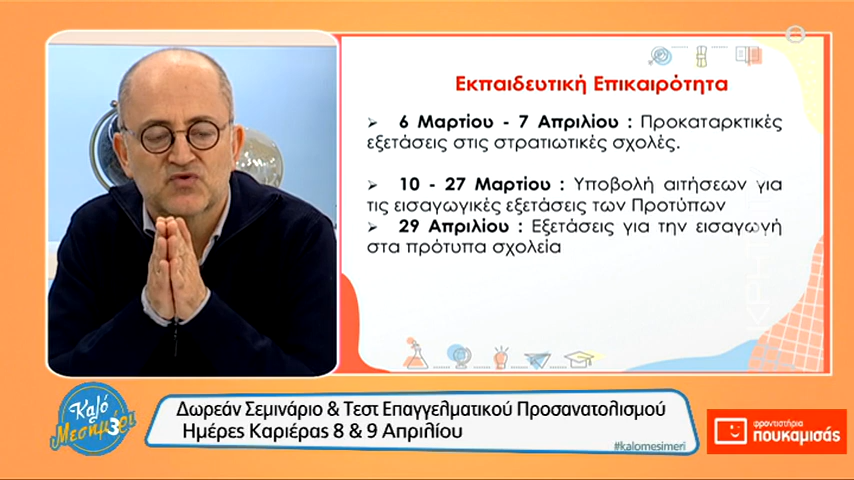 Εκπαιδευτική Επικαιρότητα
➢ 6 Μαρτίου - 7 Απριλίου : Προκαταρκτικές
εξετάσεις στις στρατιωτικές σχολές.
➢ 10 - 27 Μαρτίου : Υποβολή αιτήσεων για
τις εισαγωγικές εξετάσεις των Προτύπων
➢ 29 Απριλίου : Εξετάσεις για την εισαγωγή
στα πρότυπα σχολεία
Καλό
Μεσημ3ρι
Δωρεάν Σεμινάριο & Τεστ Επαγγελματικού Προσανατολισμού
Ημέρες Καριέρας 8 & 9 Απριλίου
#kalomesimeri
φροντιστήρια
πουκαμισάς